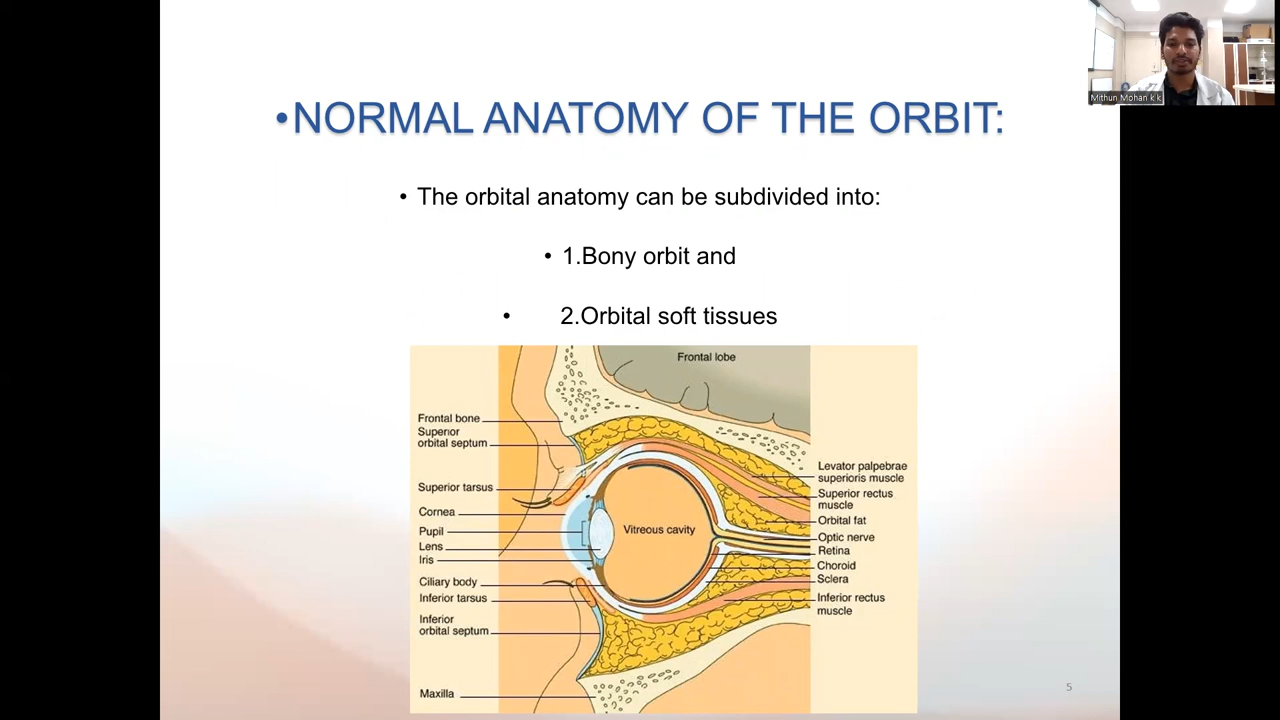 Mithun Mohan k k
•NORMAL ANATOMY OF THE ORBIT:
• The orbital anatomy can be subdivided into:
• 1.Bony orbit and
• 2.Orbital soft tissues
Frontal lobe
Frontal bone
Superior
orbital septum
Superior tarsus
Cornea
Pupil
Lens
Iris
Ciliary body
Inferior tarsus
Inferior
orbital septum
Maxilla
Vitreous cavity
Levator palpebrae
superioris muscle
Superior rectus
muscle
Orbital fat
Optic nerve
Retina
Choroid
Sclera
Inferior rectus
muscle
5